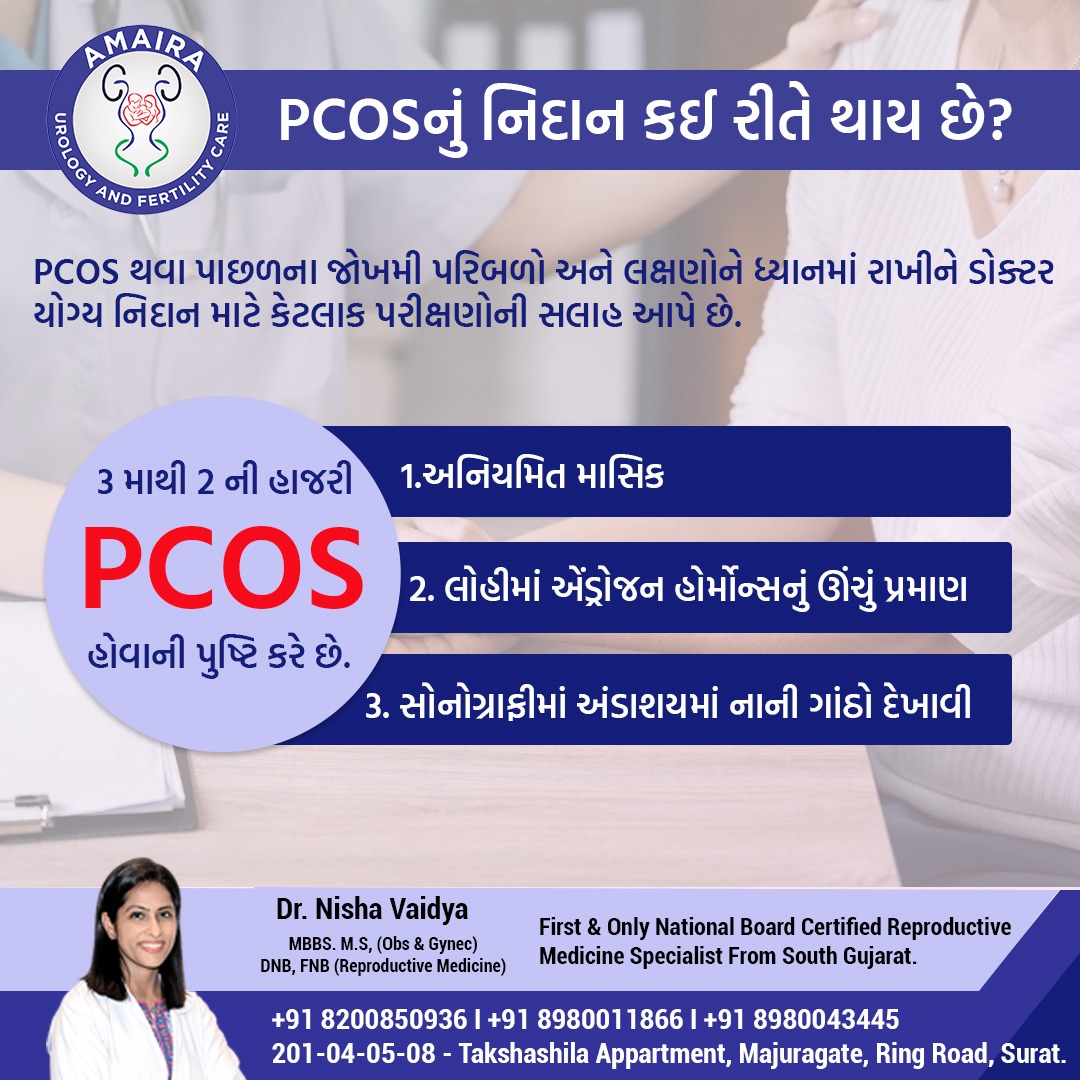 AMAIRA
UROLOGY AND FERTILITY CARE
PCOSનું નિદાન કઈ રીતે થાય છે?
PCOS થવા પાછળના જોખમી પરિબળો અને લક્ષણોને ધ્યાનમાં રાખીને ડોક્ટર
યોગ્ય નિદાન માટે કેટલાક પરીક્ષણોની સલાહ આપે છે.
3 માથી 2 ની હાજરી
PCOS
હોવાની પુષ્ટિ કરે છે.
1.અનિયમિત માસિક
2. લોહીમાં એંડ્રોજન હોર્મોન્સનું ઊંચું પ્રમાણ
3. સોનોગ્રાફીમાં અંડાશયમાં નાની ગાંઠો દેખાવી
Dr. Nisha Vaidya
MBBS. M.S, (Obs & Gynec)
DNB, FNB (Reproductive Medicine)
First & Only National Board Certified Reproductive
Medicine Specialist From South Gujarat.
+91 8200850936 I +91 8980011866 I +91 8980043445
201-04-05-08 - Takshashila Appartment, Majuragate, Ring Road, Surat.